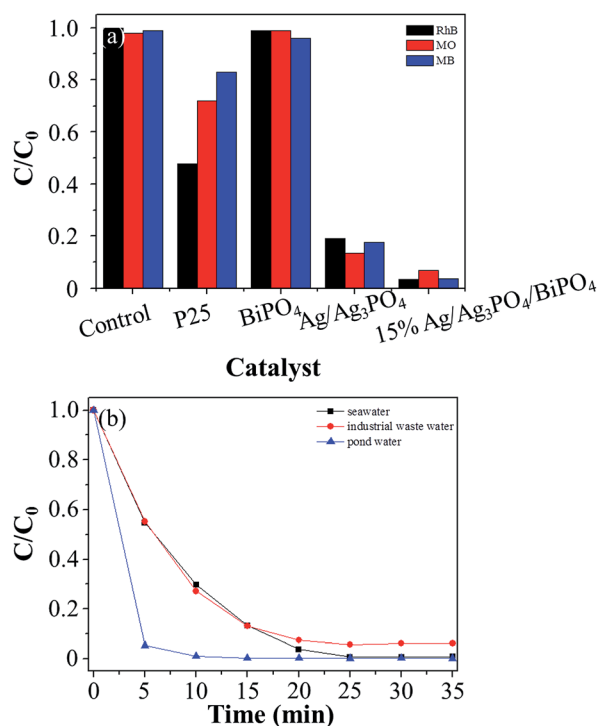 (a)
RhB
MO
MB
1.0
0.8
0.6
0.4
0.2
0
C/C₀
Control
P25
BiPO₄
Ag/Ag₃PO₄
15% Ag/Ag₃PO₄/BiPO₄
Catalyst
(b)
seawater
industrial waste water
pond water
1.0
0.8
0.6
0.4
0.2
0
C/C₀
0 5 10 15 20 25 30 35
Time (min)